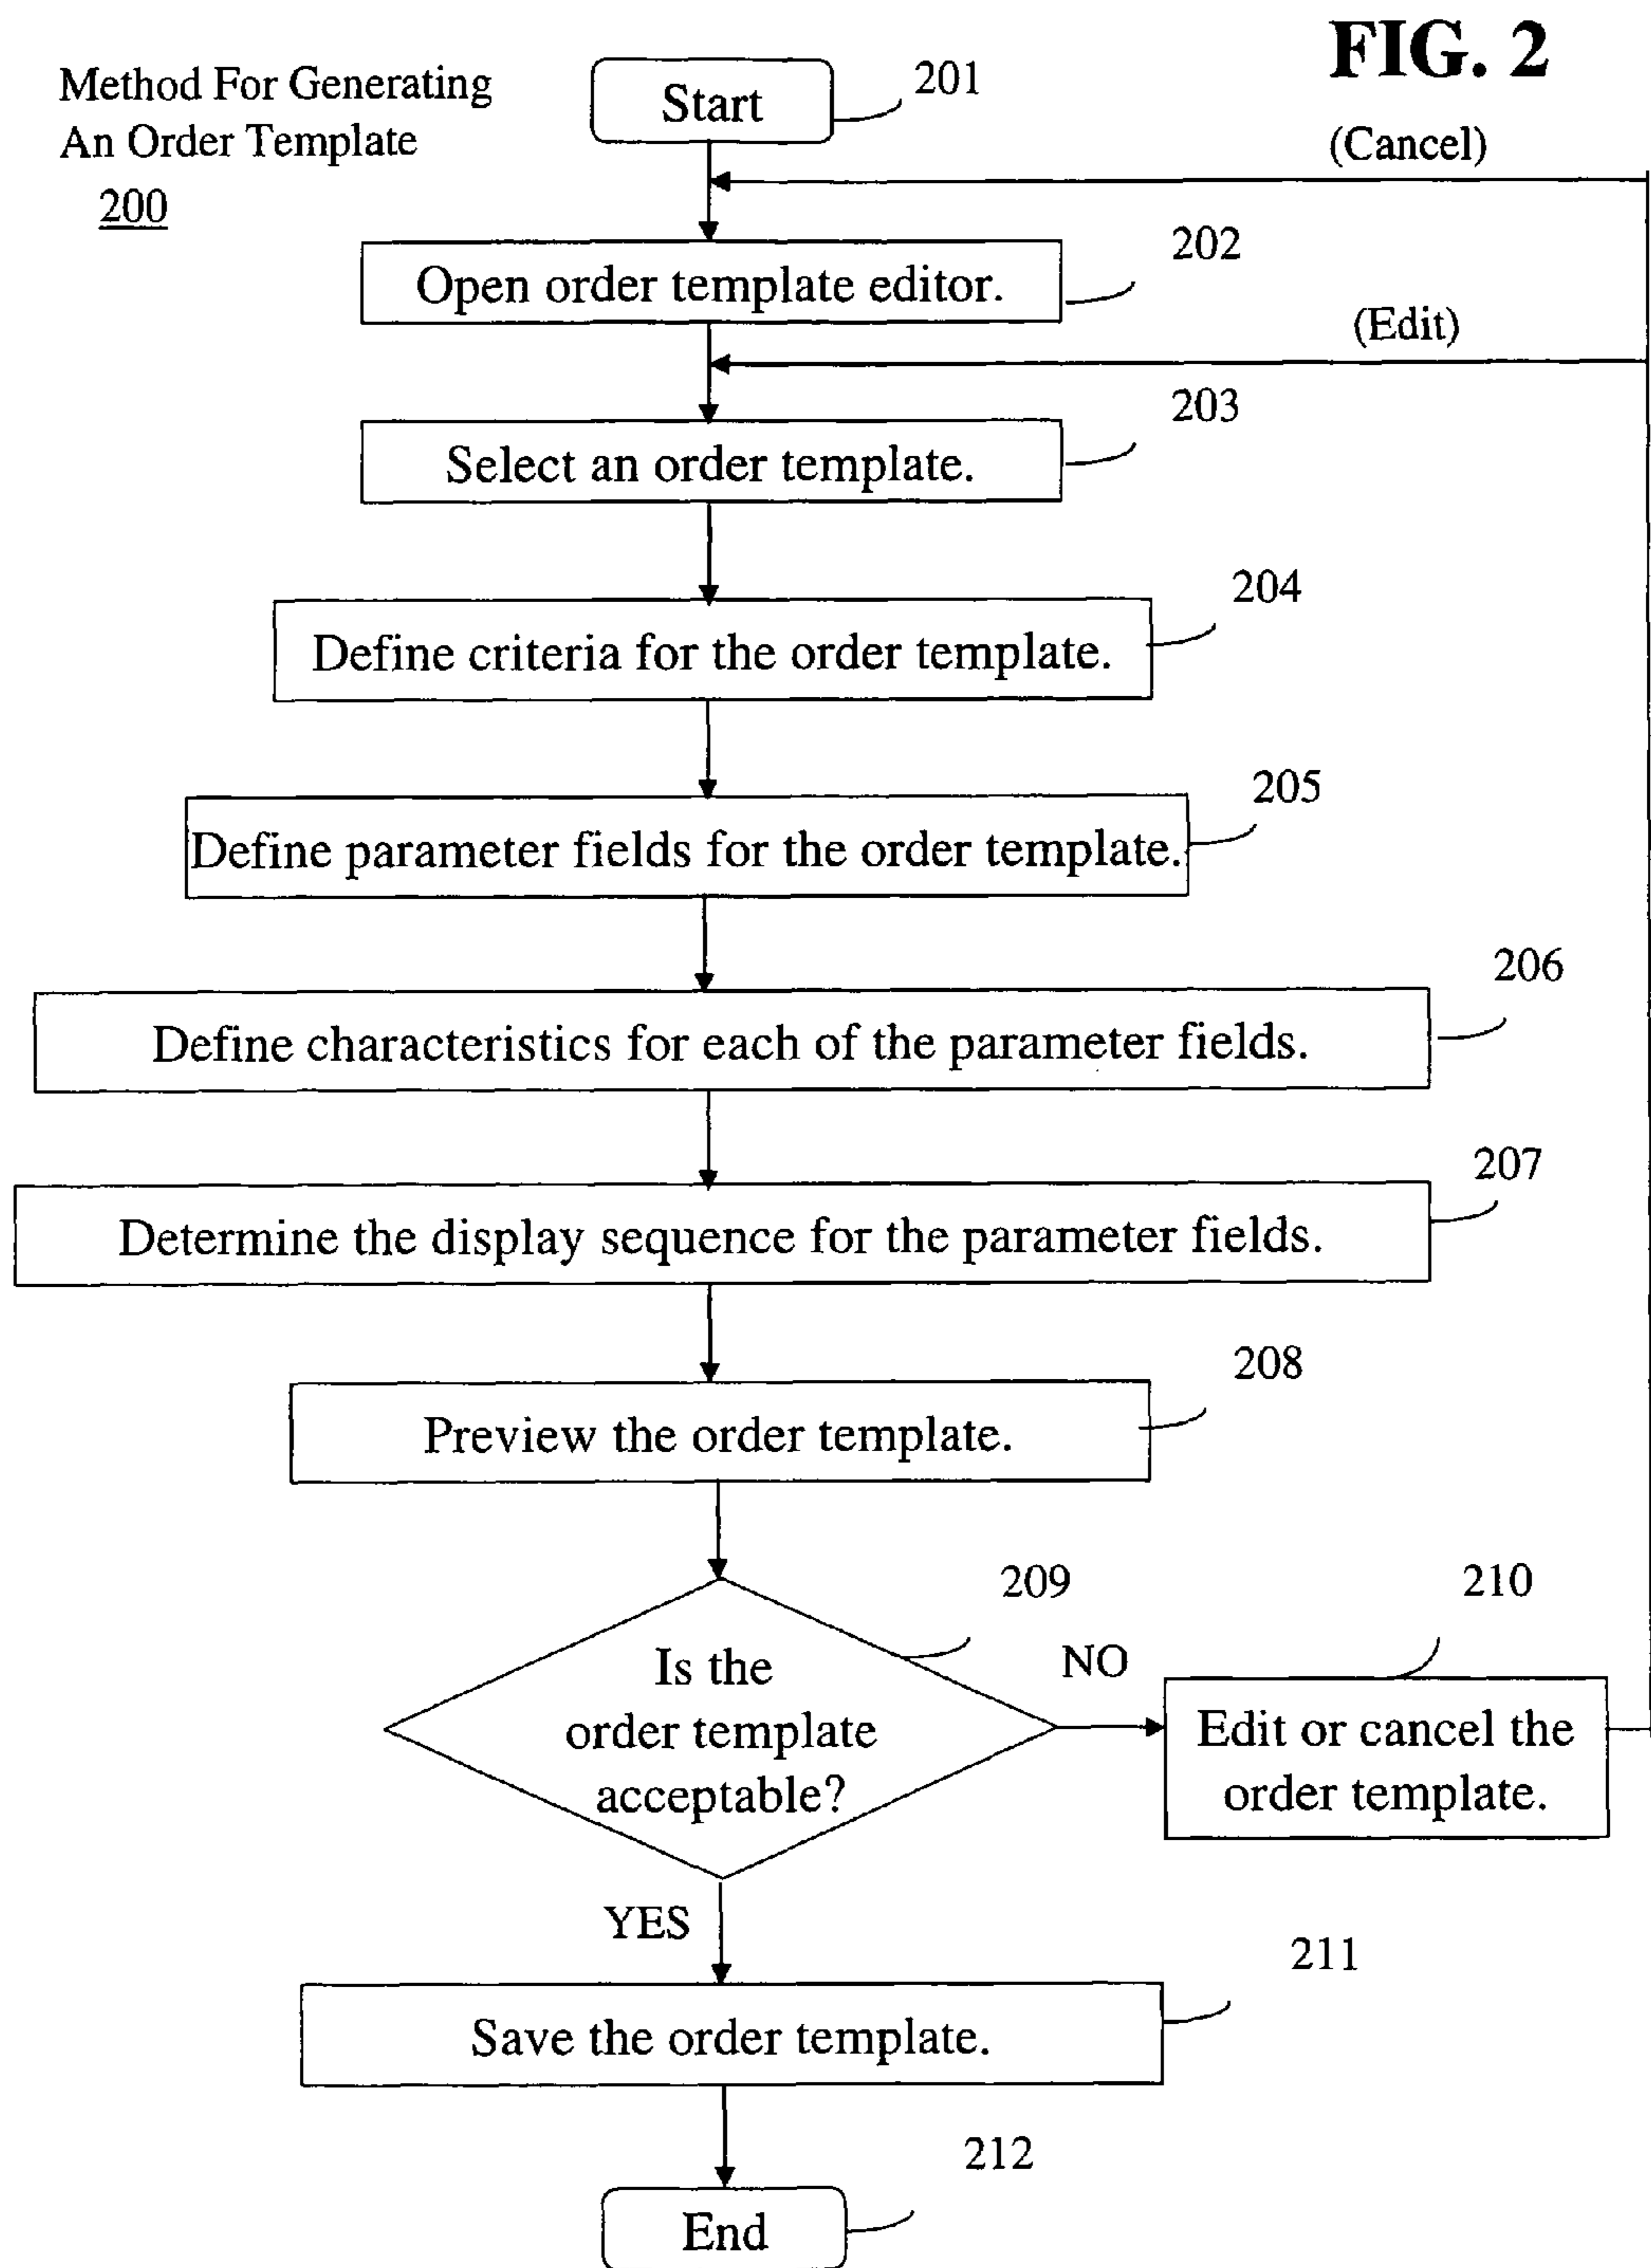 FIG. 2
Method For Generating
An Order Template
200
Start
201
(Cancel)
Open order template editor.
202
(Edit)
Select an order template.
203
Define criteria for the order template.
204
Define parameter fields for the order template.
205
Define characteristics for each of the parameter fields.
206
Determine the display sequence for the parameter fields.
207
Preview the order template.
208
Is the
order template
acceptable?
209
NO
Edit or cancel the
order template.
210
YES
Save the order template.
211
End
212